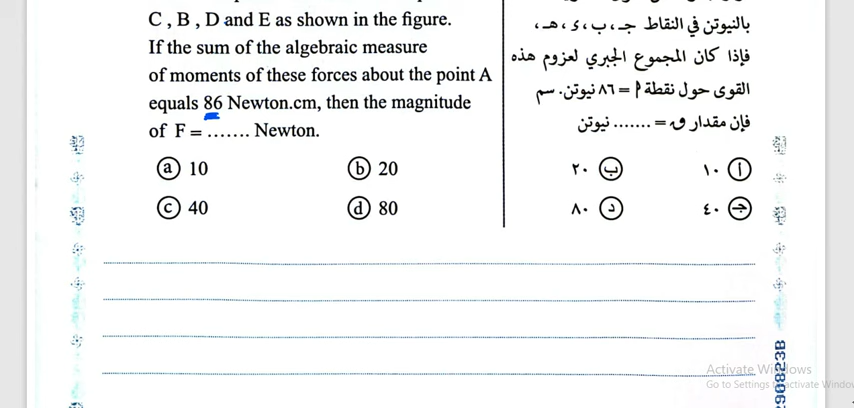 C , B , D and E as shown in the figure.
If the sum of the algebraic measure
of moments of these forces about the point A
equals 86 Newton.cm, then the magnitude
of F = ....... Newton.
ⓐ 10
ⓑ 20
ⓒ 40
ⓓ 80
بالنيوتن في النقاط جـ ، ب ، ء ، هـ ،
فإذا كان المجموع الجبري لعزوم هذه
القوى حول نقطة ا = ٨٦ نيوتن. سم
فإن مقدار ق = ....... نيوتن
أ ١٠
ب ٢٠
جـ ٤٠
د ٨٠
Activate Windows
Go to Settings activate Window
290823B